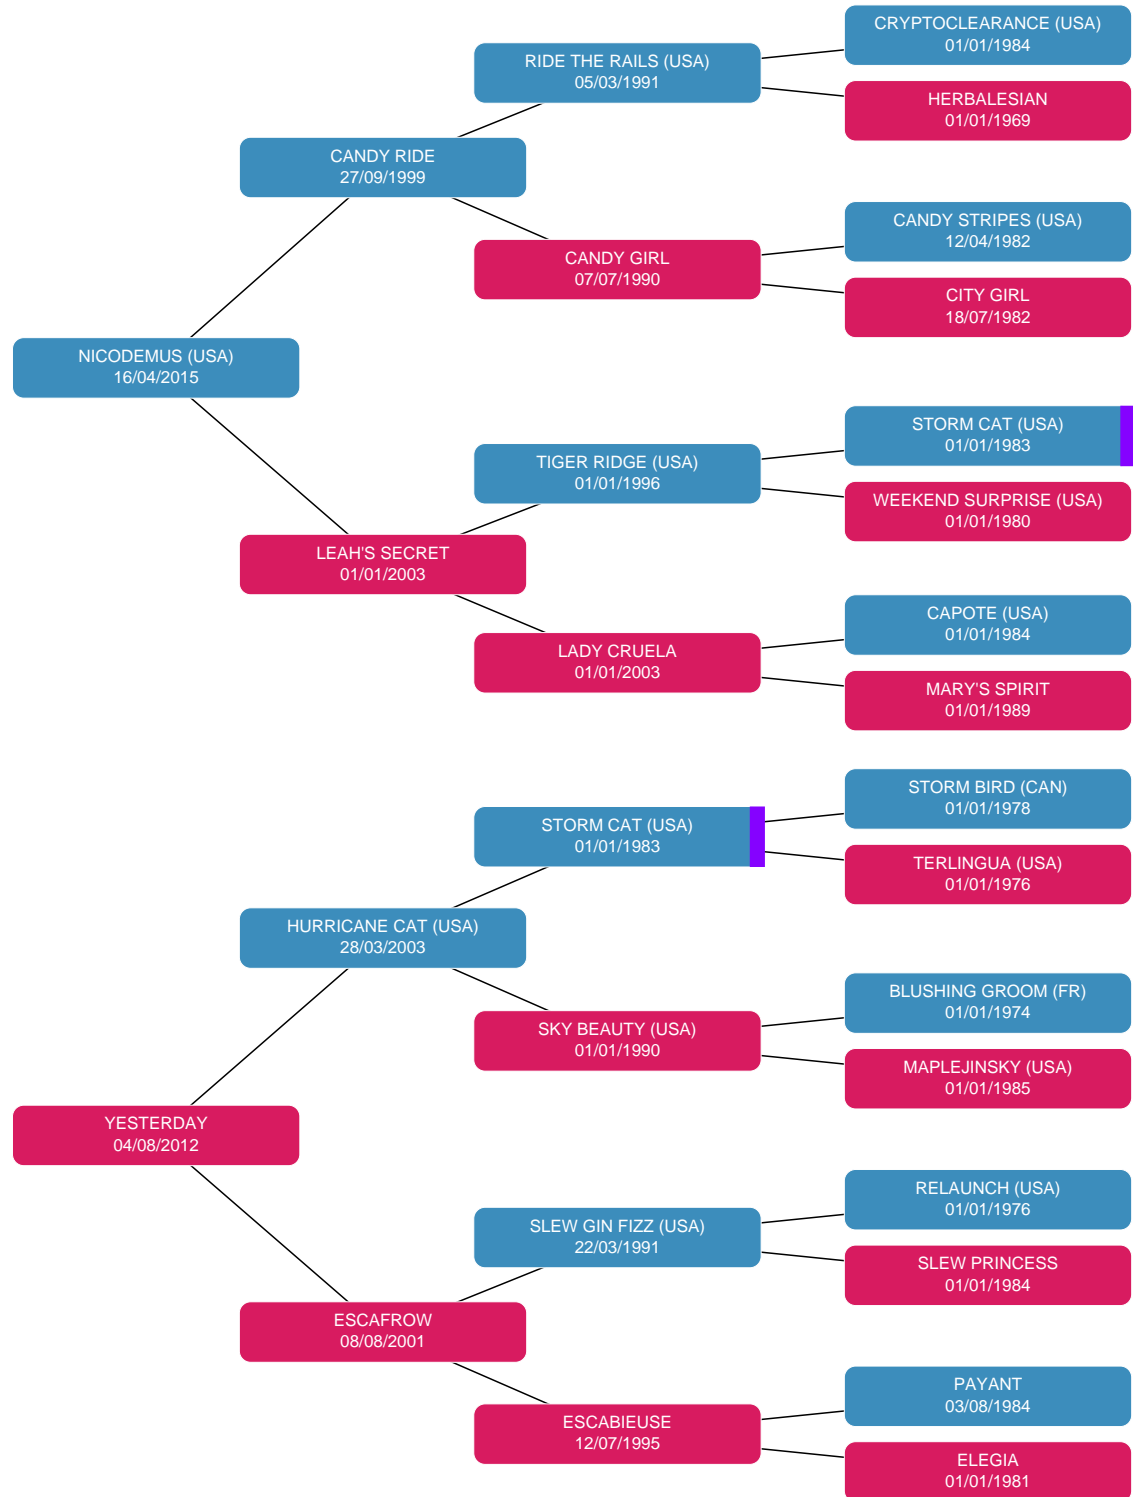 CRYPTOCLEARANCE (USA)
01/01/1984
RIDE THE RAILS (USA)
05/03/1991
HERBALESIAN
01/01/1969
CANDY RIDE
27/09/1999
CANDY STRIPES (USA)
12/04/1982
CANDY GIRL
07/07/1990
CITY GIRL
18/07/1982
NICODEMUS (USA)
16/04/2015
STORM CAT (USA)
01/01/1983
TIGER RIDGE (USA)
01/01/1996
WEEKEND SURPRISE (USA)
01/01/1980
LEAH'S SECRET
01/01/2003
CAPOTE (USA)
01/01/1984
LADY CRUELA
01/01/2003
MARY'S SPIRIT
01/01/1989
STORM BIRD (CAN)
01/01/1978
STORM CAT (USA)
01/01/1983
TERLINGUA (USA)
01/01/1976
HURRICANE CAT (USA)
28/03/2003
BLUSHING GROOM (FR)
01/01/1974
SKY BEAUTY (USA)
01/01/1990
MAPLEJINSKY (USA)
01/01/1985
YESTERDAY
04/08/2012
RELAUNCH (USA)
01/01/1976
SLEW GIN FIZZ (USA)
22/03/1991
SLEW PRINCESS
01/01/1984
ESCAFROW
08/08/2001
PAYANT
03/08/1984
ESCABIEUSE
12/07/1995
ELEGIA
01/01/1981